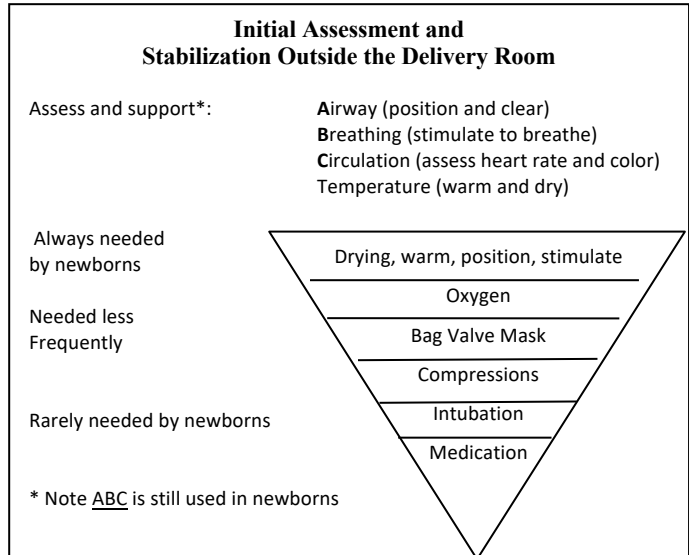 Initial Assessment and
Stabilization Outside the Delivery Room
Assess and support*:
Airway (position and clear)
Breathing (stimulate to breathe)
Circulation (assess heart rate and color)
Temperature (warm and dry)
Always needed
by newborns
Drying, warm, position, stimulate
Oxygen
Needed less
Frequently
Bag Valve Mask
Compressions
Rarely needed by newborns
Intubation
Medication
* Note ABC is still used in newborns